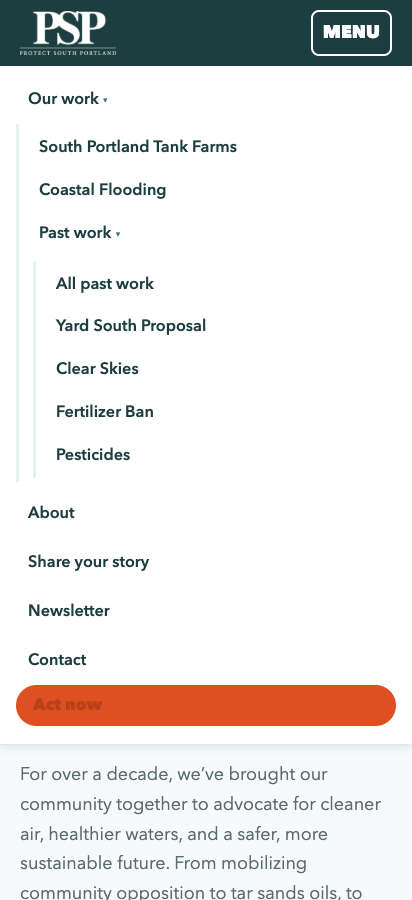 PSP
PROTECT SOUTH PORTLAND
MENU
Our work ▾
South Portland Tank Farms
Coastal Flooding
Past work ▾
All past work
Yard South Proposal
Clear Skies
Fertilizer Ban
Pesticides
About
Share your story
Newsletter
Contact
Act now
For over a decade, we’ve brought our
community together to advocate for cleaner
air, healthier waters, and a safer, more
sustainable future. From mobilizing
community opposition to tar sands oils, to